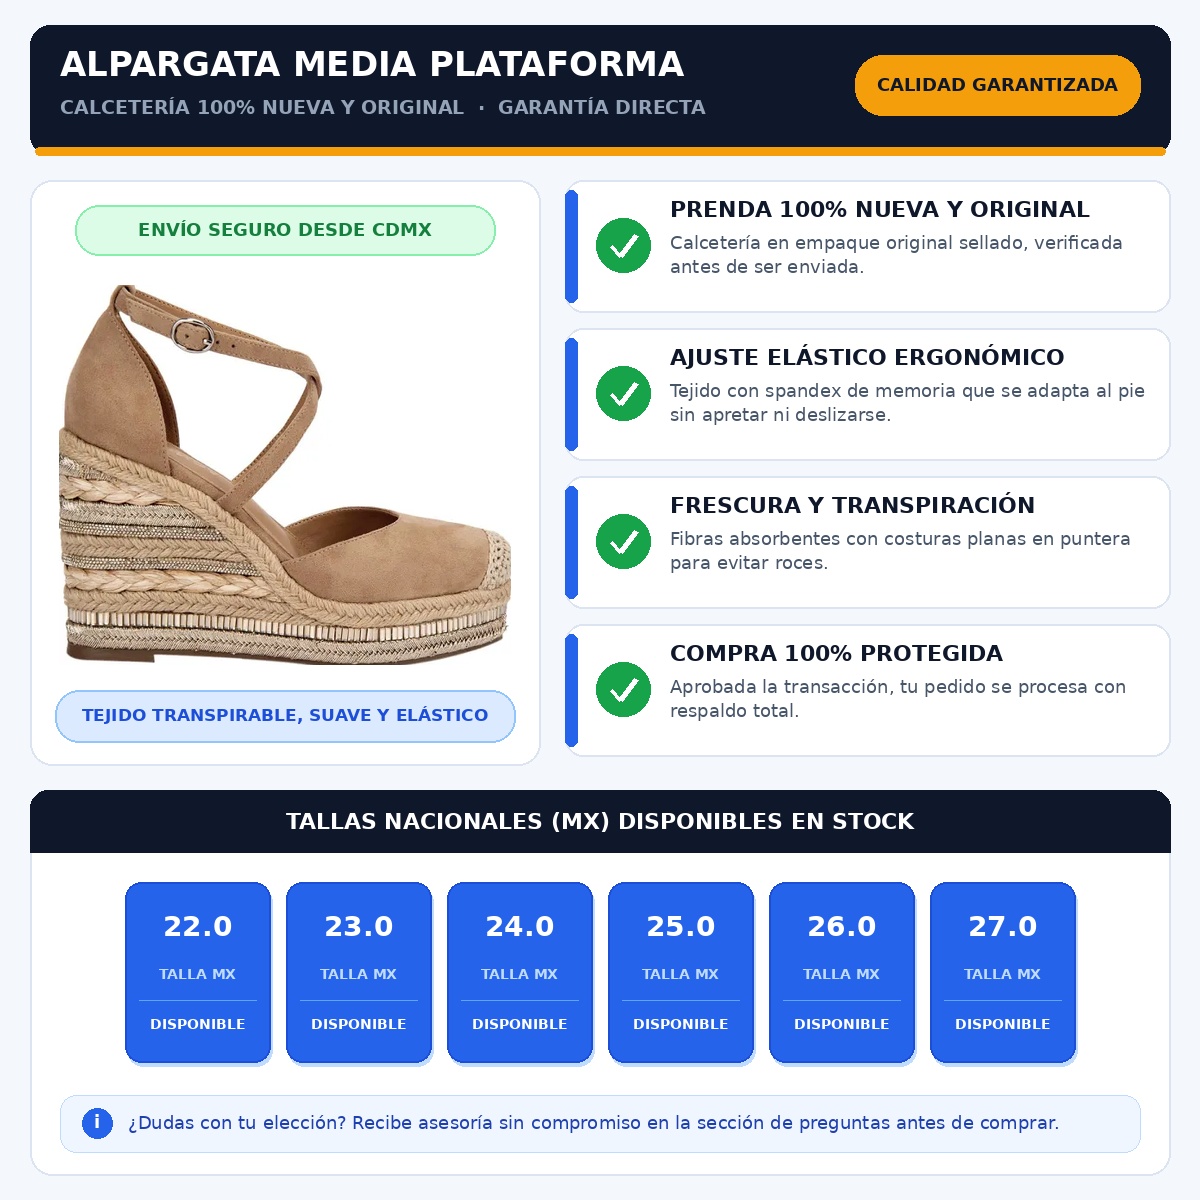 ALPARGATA MEDIA PLATAFORMA
CALCETERÍA 100% NUEVA Y ORIGINAL · GARANTÍA DIRECTA
CALIDAD GARANTIZADA
ENVÍO SEGURO DESDE CDMX
TEJIDO TRANSPIRABLE, SUAVE Y ELÁSTICO
PRENDA 100% NUEVA Y ORIGINAL
Calcetería en empaque original sellado, verificada
antes de ser enviada.
AJUSTE ELÁSTICO ERGONÓMICO
Tejido con spandex de memoria que se adapta al pie
sin apretar ni deslizarse.
FRESCURA Y TRANSPIRACIÓN
Fibras absorbentes con costuras planas en puntera
para evitar roces.
COMPRA 100% PROTEGIDA
Aprobada la transacción, tu pedido se procesa con
respaldo total.
TALLAS NACIONALES (MX) DISPONIBLES EN STOCK
22.0 23.0 24.0 25.0 26.0 27.0
TALLA MX TALLA MX TALLA MX TALLA MX TALLA MX TALLA MX
DISPONIBLE DISPONIBLE DISPONIBLE DISPONIBLE DISPONIBLE DISPONIBLE
i ¿Dudas con tu elección? Recibe asesoría sin compromiso en la sección de preguntas antes de comprar.